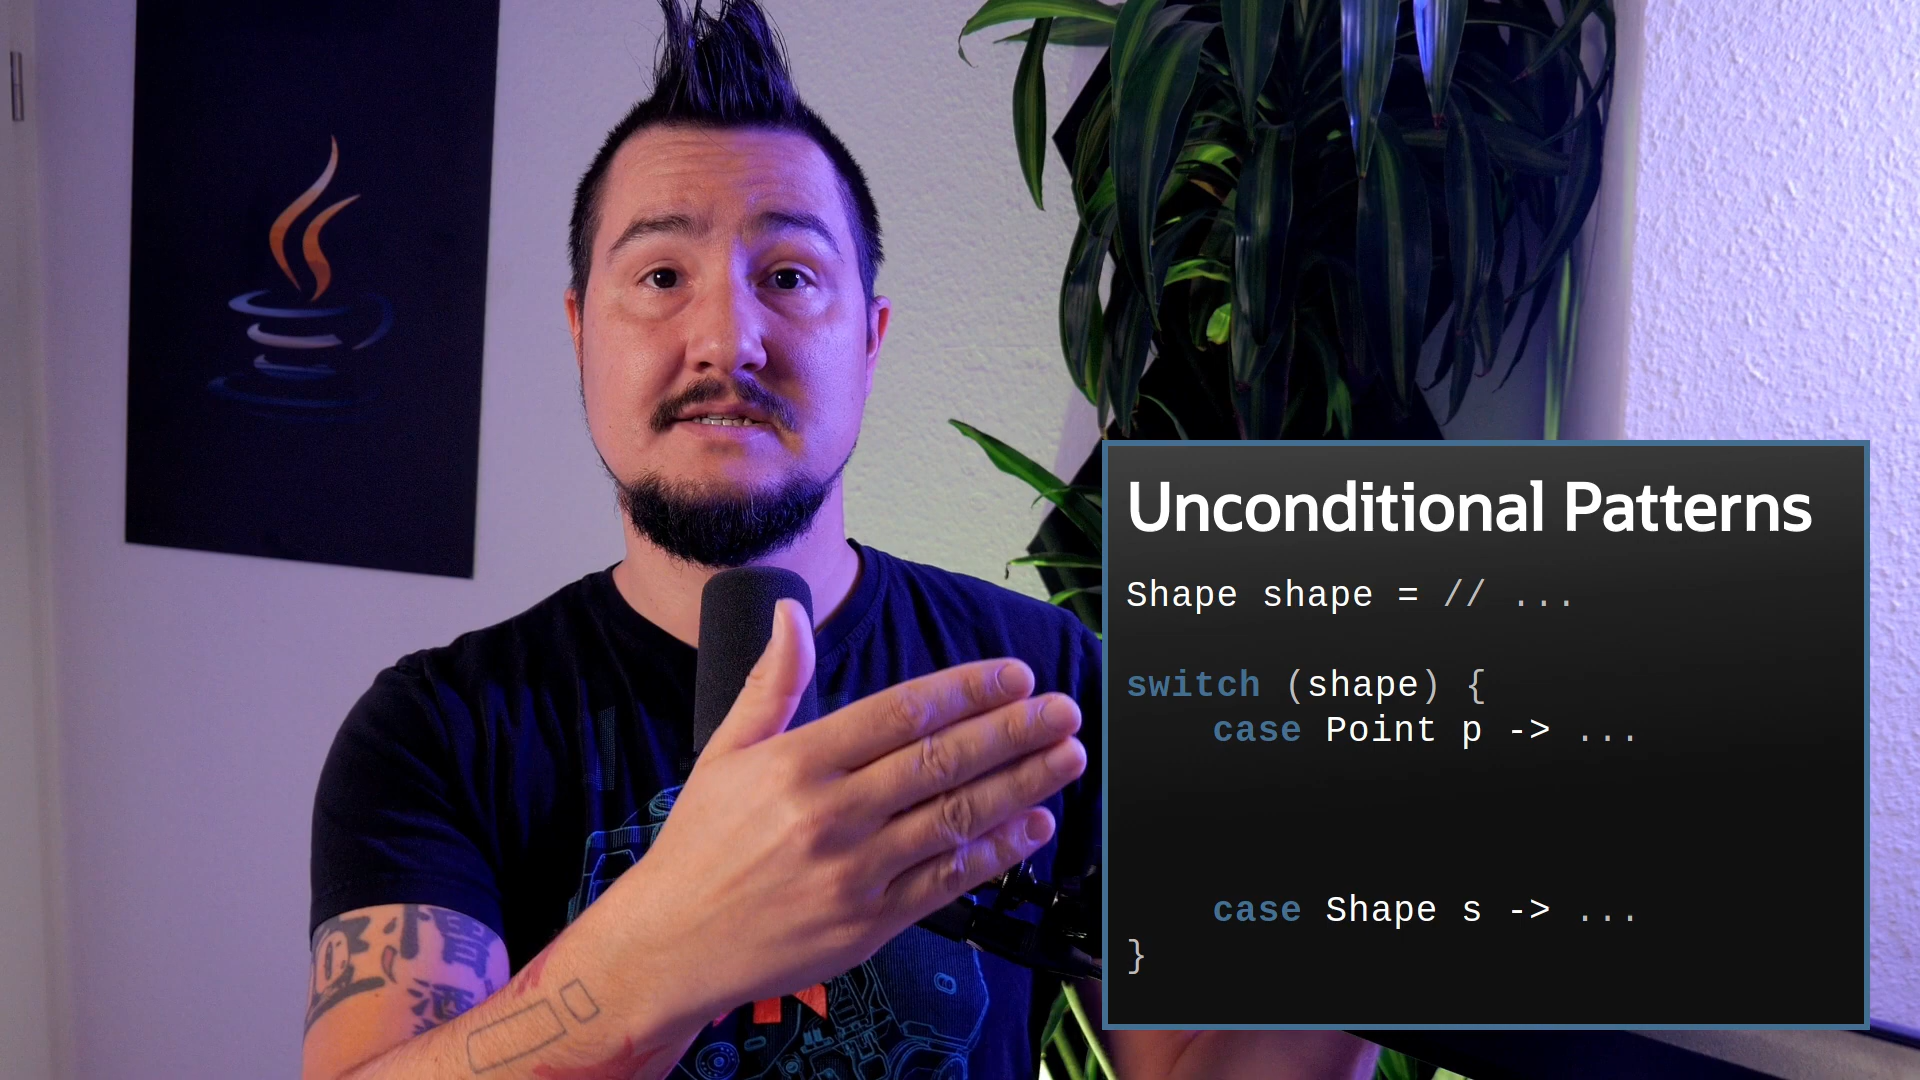 Unconditional Patterns
Shape shape = // ...
switch (shape) {
case Point p -> ...
case Shape s -> ...
}